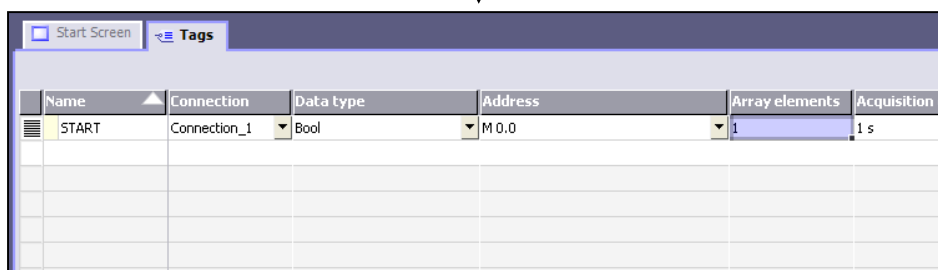 Start Screen Tags
Name Connection Data type Address Array elements Acquisition
START Connection_1 Bool M 0.0 1 1 s